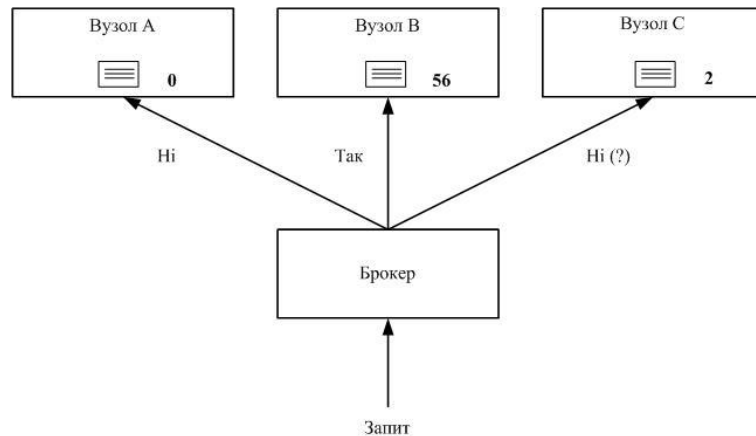 Вузол А
Вузол В
Вузол С
0
56
2
Ні
Так
Ні (?)
Брокер
Запит